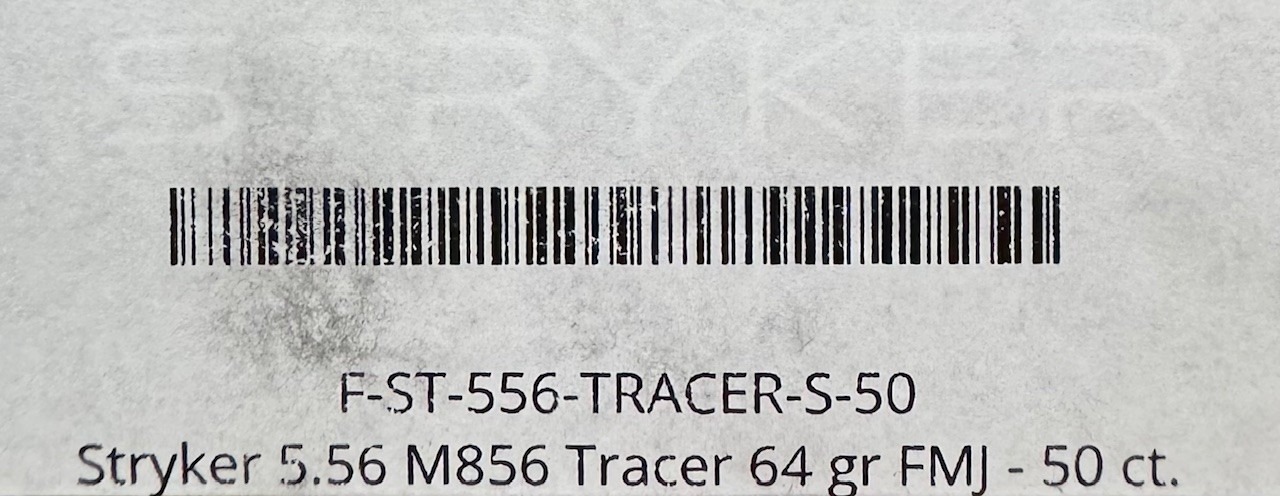 STRYKER
F-ST-556-TRACER-S-50
Stryker 5.56 M856 Tracer 64 gr FMJ - 50 ct.